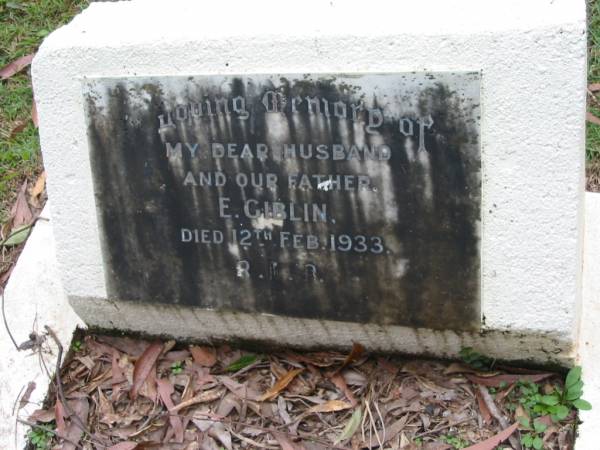 Loving Memory of
MY DEAR HUSBAND
AND OUR FATHER
E. GIBLIN,
DIED 12TH FEB. 1933.
R.I.P.